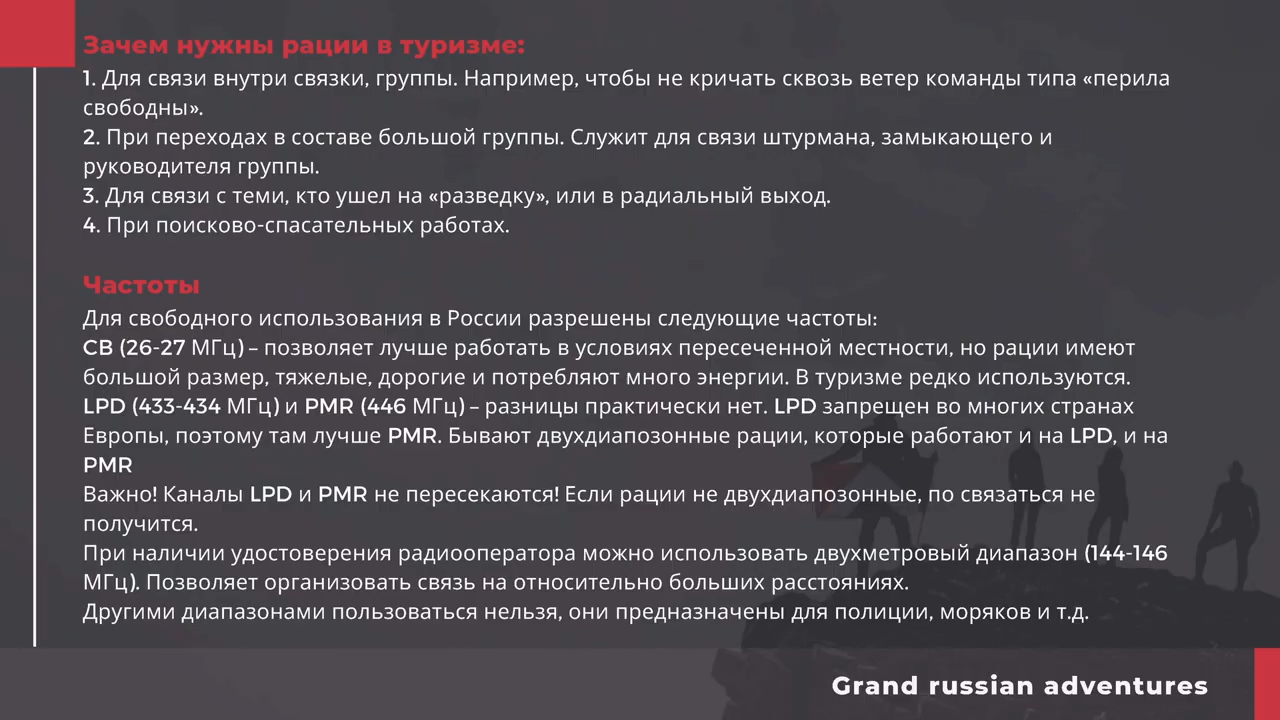 Зачем нужны рации в туризме:
1. Для связи внутри связки, группы. Например, чтобы не кричать сквозь ветер команды типа «перила
свободны».
2. При переходах в составе большой группы. Служит для связи штурмана, замыкающего и
руководителя группы.
3. Для связи с теми, кто ушел на «разведку», или в радиальный выход.
4. При поисково-спасательных работах.
Частоты
Для свободного использования в России разрешены следующие частоты:
CB (26-27 МГц) – позволяет лучше работать в условиях пересеченной местности, но рации имеют
большой размер, тяжелые, дорогие и потребляют много энергии. В туризме редко используются.
LPD (433-434 МГц) и PMR (446 МГц) – разницы практически нет. LPD запрещен во многих странах
Европы, поэтому там лучше PMR. Бывают двухдиапозонные рации, которые работают и на LPD, и на
PMR
Важно! Каналы LPD и PMR не пересекаются! Если рации не двухдиапозонные, по связаться не
получится.
При наличии удостоверения радиооператора можно использовать двухметровый диапазон (144-146
МГц). Позволяет организовать связь на относительно больших расстояниях.
Другими диапазонами пользоваться нельзя, они предназначены для полиции, моряков и т.д.
Grand russian adventures